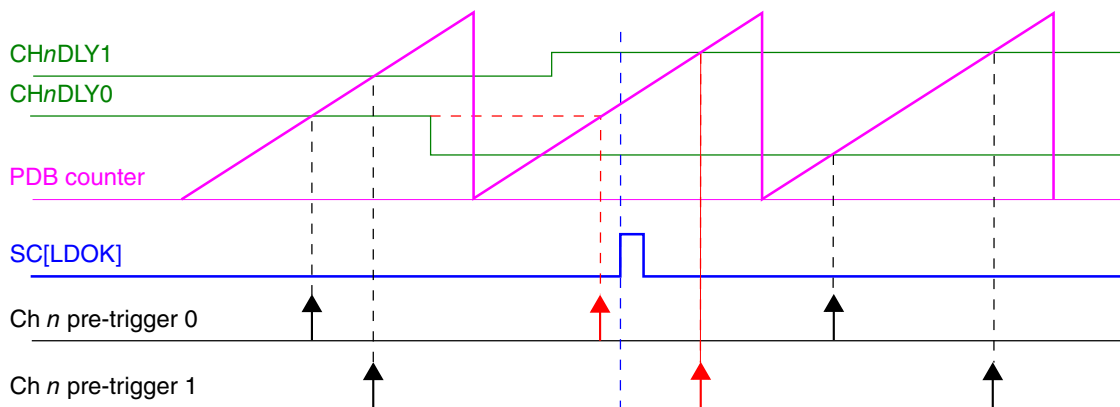 CHnDLY1
CHnDLY0
PDB counter
SC[LDOK]
Ch n pre-trigger 0
Ch n pre-trigger 1